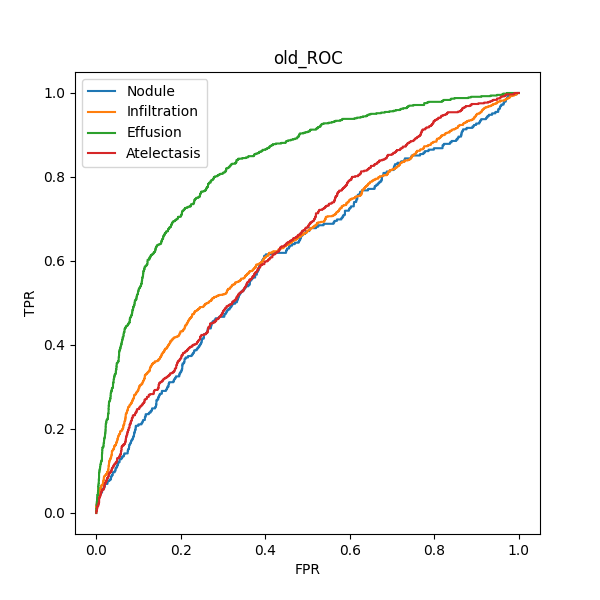 old_ROC
Nodule
Infiltration
Effusion
Atelectasis
1.0
0.8
0.6
0.4
0.2
0.0
TPR
0.0 0.2 0.4 0.6 0.8 1.0
FPR